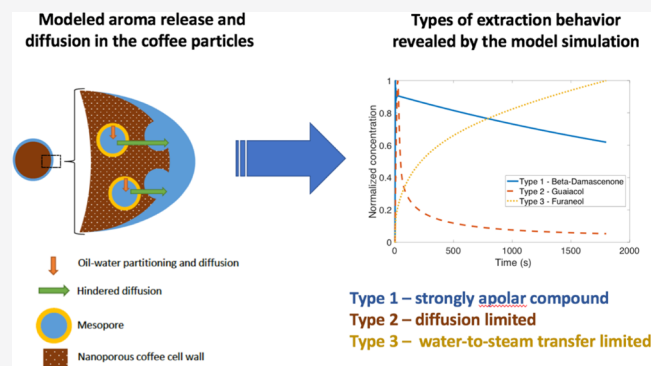 Modeled aroma release and
diffusion in the coffee particles
Oil-water partitioning and diffusion
Hindered diffusion
Mesopore
Nanoporous coffee cell wall
Types of extraction behavior
revealed by the model simulation
Normalized concentration
1
0.8
0.6
0.4
0.2
0
0
500
1000
1500
2000
Time (s)
Type 1 - Beta-Damascenone
Type 2 - Guaiacol
Type 3 - Furaneol
Type 1 – strongly apolar compound
Type 2 – diffusion limited
Type 3 – water-to-steam transfer limited